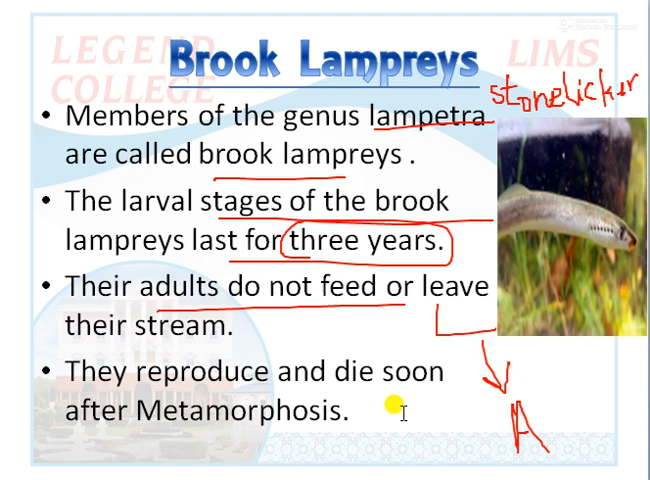 LEGEND LIMS
COLLEGE
Brook Lampreys
stonelicker
• Members of the genus lampetra
are called brook lampreys .
• The larval stages of the brook
lampreys last for three years.
• Their adults do not feed or leave
their stream.
• They reproduce and die soon
after Metamorphosis.
A